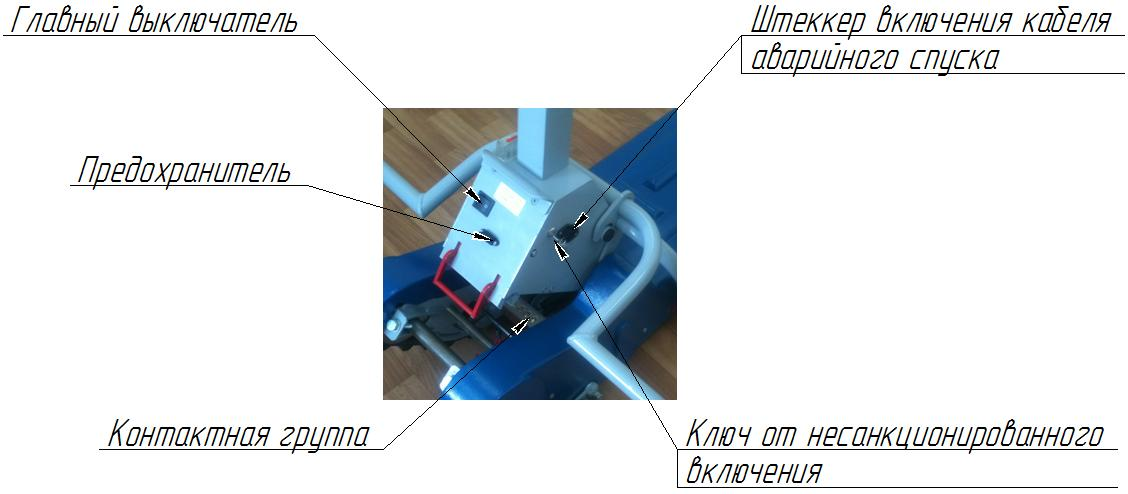 Главный выключатель
Штеккер включения кабеля
аварийного спуска
Предохранитель
Контактная группа
Ключ от несанкционированного
включения